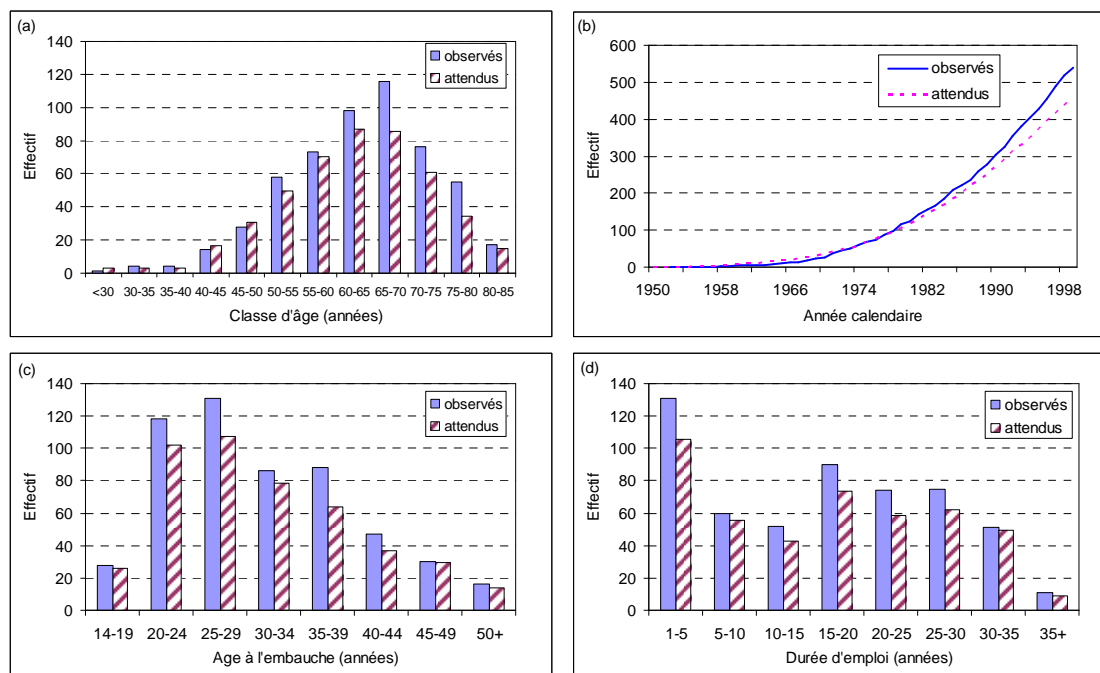 (a)
140
120
100
80
60
40
20
0
Effectif
observés
attendus
<30 30-35 35-40 40-45 45-50 50-55 55-60 60-65 65-70 70-75 75-80 80-85
Classe d'âge (années)
(b)
600
500
400
300
200
100
0
Effectif
observés
attendus
1950 1958 1966 1974 1982 1990 1998
Année calendaire
(c)
140
120
100
80
60
40
20
0
Effectif
observés
attendus
14-19 20-24 25-29 30-34 35-39 40-44 45-49 50+
Age à l'embauche (années)
(d)
140
120
100
80
60
40
20
0
Effectif
observés
attendus
1-5 5-10 10-15 15-20 20-25 25-30 30-35 35+
Durée d'emploi (années)